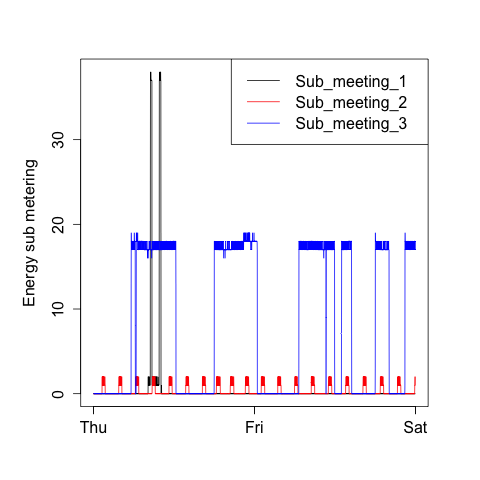 Sub_meeting_1
Sub_meeting_2
Sub_meeting_3
Energy sub metering
30
20
10
0
Thu
Fri
Sat